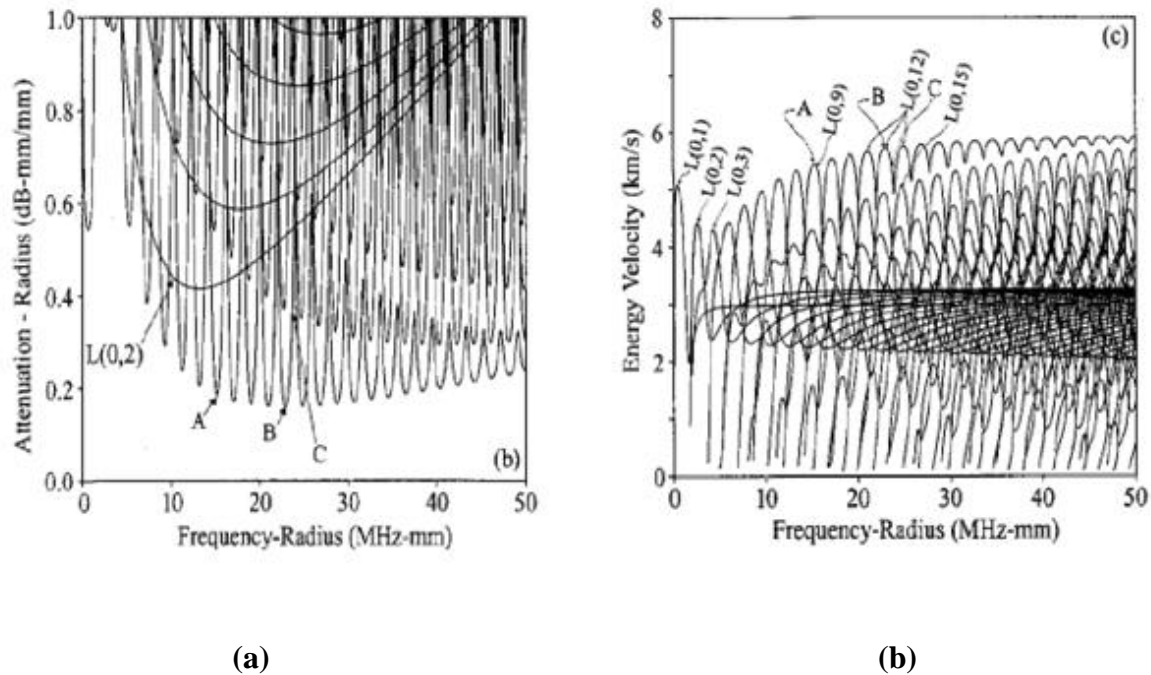 Attenuation - Radius (dB-mm/mm)
1.0
0.8
0.6
0.4
0.2
0.0
L(0,2)
A
B
C
(b)
0
10
20
30
40
50
Frequency-Radius (MHz-mm)
(a)
Energy Velocity (km/s)
8
6
4
2
0
(c)
L(0,1)
L(0,2)
L(0,3)
A
L(0,9)
B
L(0,12)
C
L(0,15)
0
10
20
30
40
50
Frequency-Radius (MHz-mm)
(b)